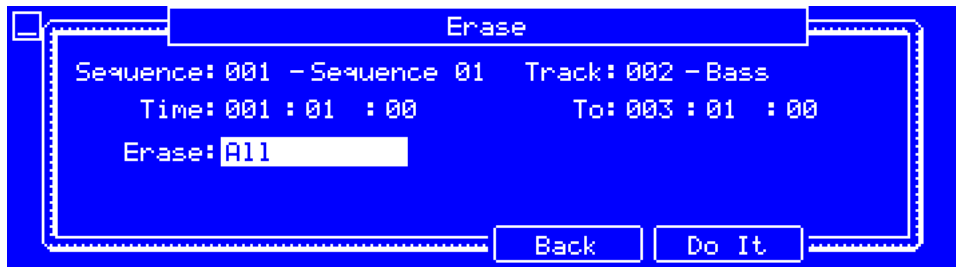 Erase
Sequence: 001 - Sequence 01 Track: 002 - Bass
Time: 001 : 01 : 00 To: 003 : 01 : 00
Erase: All
Back Do It